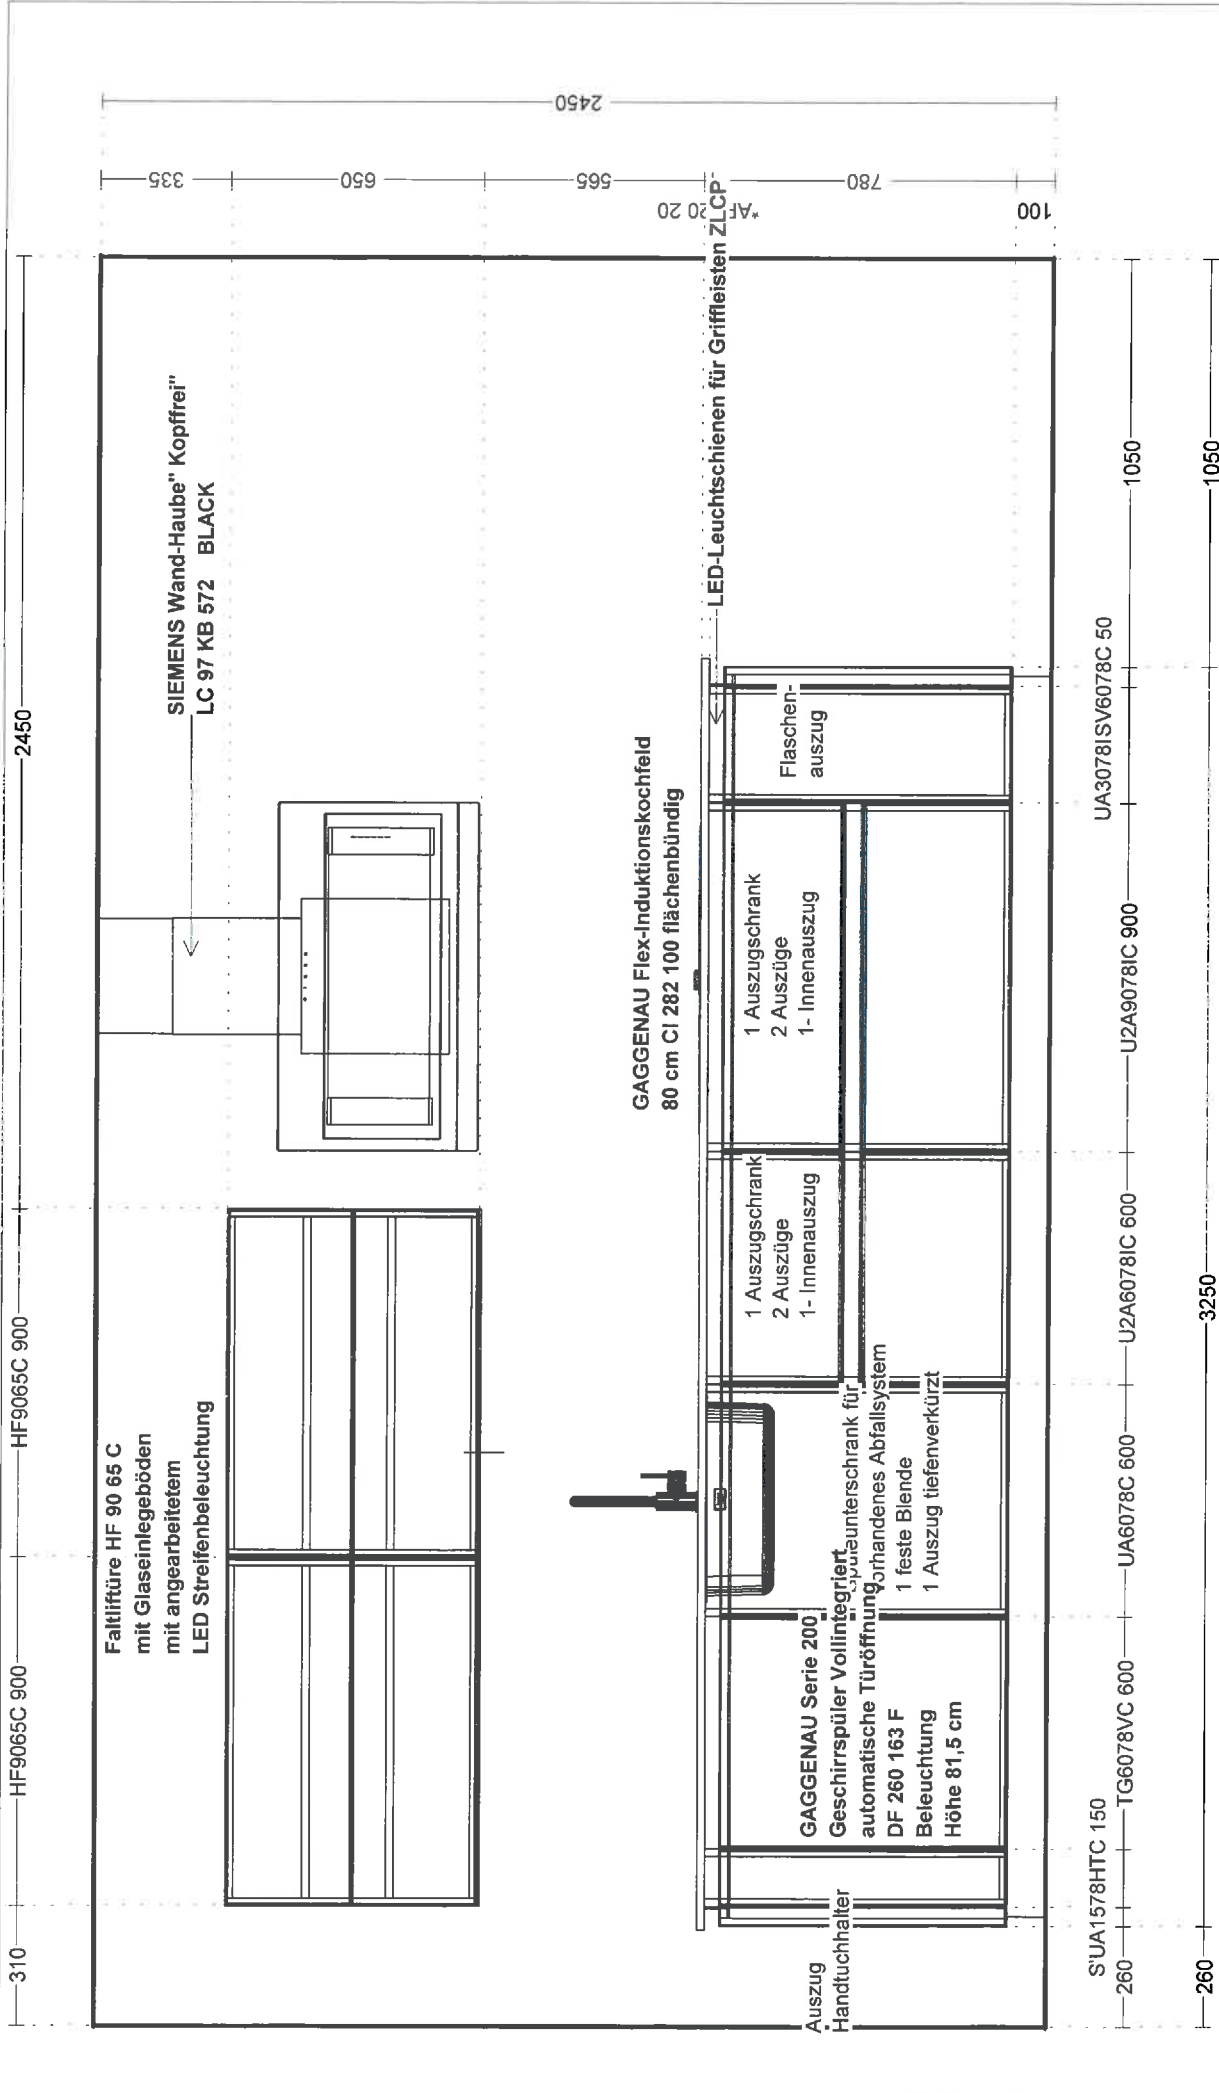 310
HF9065C 900
HF9065C 900
2450
Faltlifttüre HF 90 65 C
mit Glaseinlegeböden
mit angearbeitetem
LED Streifenbeleuchtung
SIEMENS Wand-Haube" Kopffrei"
LC 97 KB 572 BLACK
335
650
565
780
100
2450
20 20 20
*AF
GAGGENAU Flex-Induktionskochfeld
80 cm CI 282 100 flächenbündig
LED-Leuchtschienen für Griffleisten ZLCP
Auszug
Handtuchhalter
GAGGENAU Serie 200
Geschirrspüler Vollintegriert
automatische Türöffnung
DF 260 163 F
Beleuchtung
Höhe 81,5 cm
Spülenunterschrank für
vorhandenes Abfallsystem
1 feste Blende
1 Auszug tiefenverkürzt
1 Auszugschrank
2 Auszüge
1- Innenauszug
1 Auszugschrank
2 Auszüge
1- Innenauszug
Flaschen-
auszug
S'UA1578HTC 150
UA3078ISV6078C 50
260
TG6078VC 600
UA6078C 600
U2A6078IC 600
U2A9078IC 900
1050
260
3250
1050